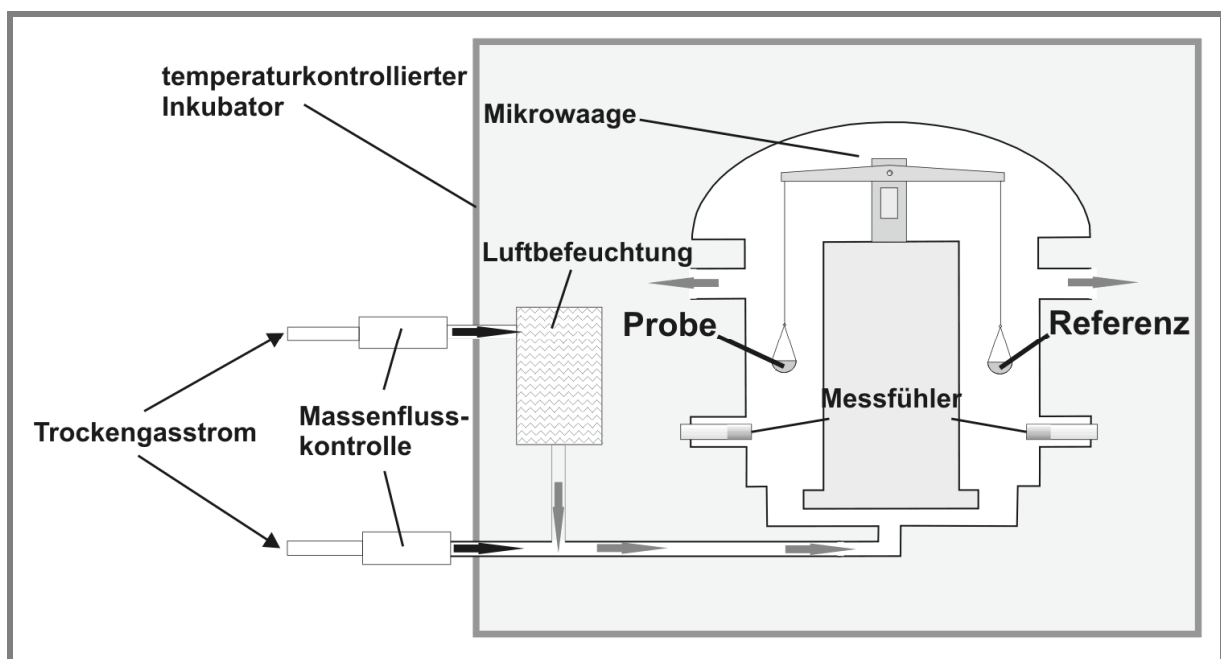 temperaturkontrollierter
Inkubator
Mikrowaage
Luftbefeuchtung
Probe
Referenz
Messfühler
Massenfluss-
kontrolle
Trockengasstrom